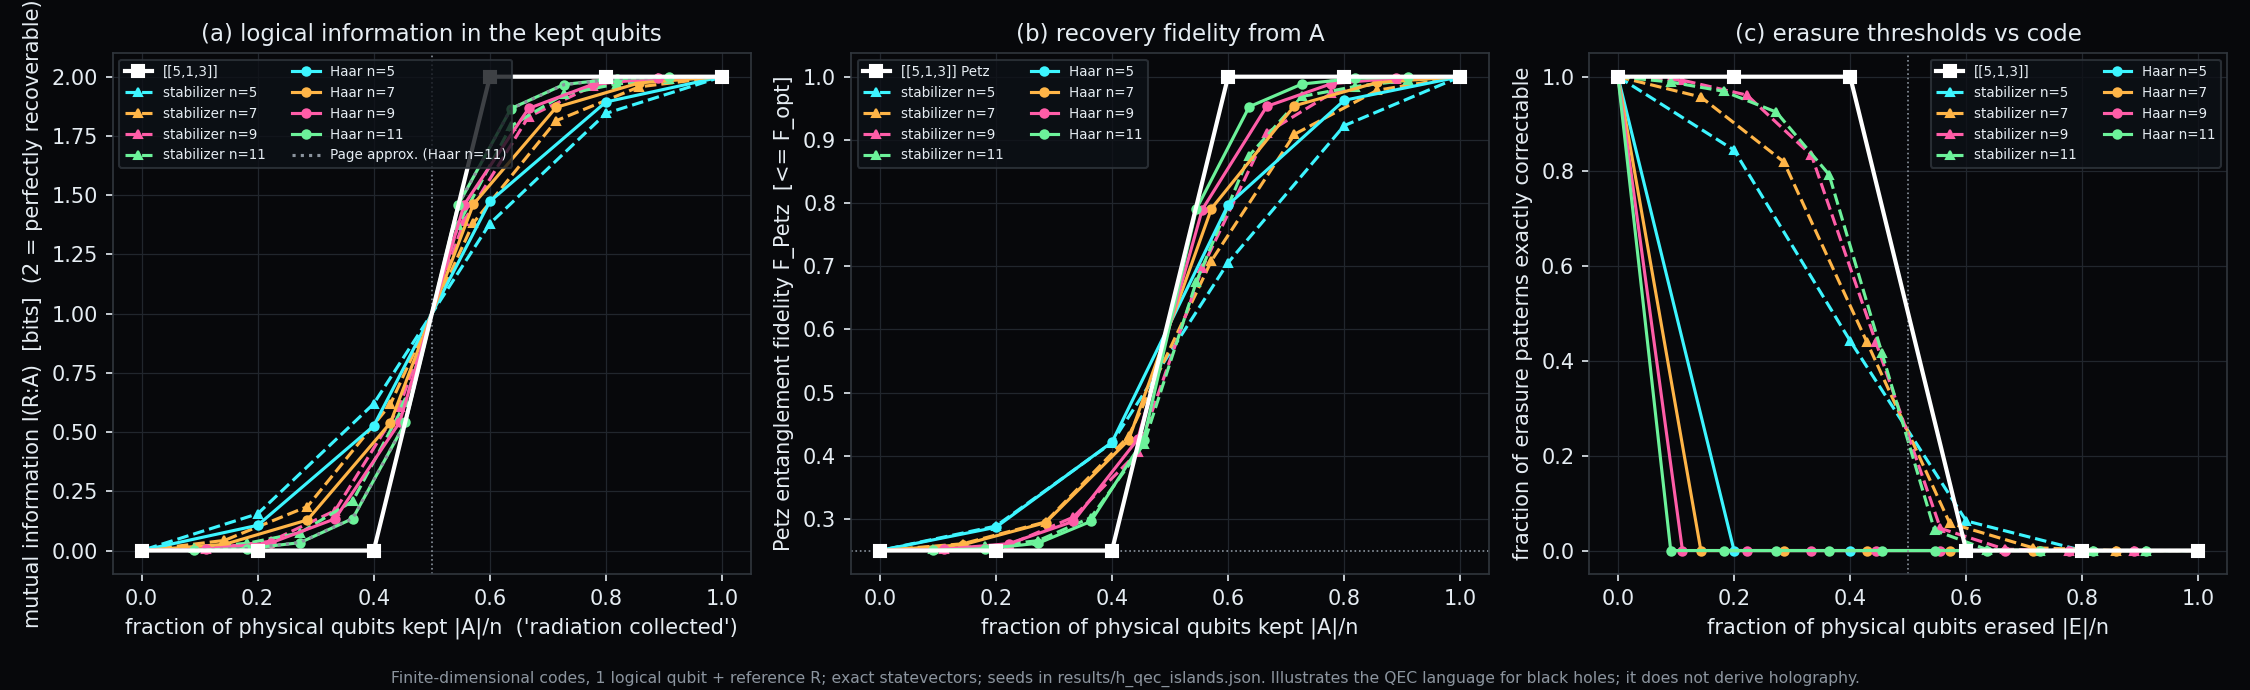 (a) logical information in the kept qubits
mutual information I(R:A) [bits] (2 = perfectly recoverable)
2.00
1.75
1.50
1.25
1.00
0.75
0.50
0.25
0.00
[[5,1,3]]
stabilizer n=5
stabilizer n=7
stabilizer n=9
stabilizer n=11
Haar n=5
Haar n=7
Haar n=9
Haar n=11
Page approx. (Haar n=11)
0.0 0.2 0.4 0.6 0.8 1.0
fraction of physical qubits kept |A|/n ('radiation collected')
(b) recovery fidelity from A
Petz entanglement fidelity F_Petz [<= F_opt]
1.0
0.9
0.8
0.7
0.6
0.5
0.4
0.3
[[5,1,3]] Petz
stabilizer n=5
stabilizer n=7
stabilizer n=9
stabilizer n=11
Haar n=5
Haar n=7
Haar n=9
Haar n=11
0.0 0.2 0.4 0.6 0.8 1.0
fraction of physical qubits kept |A|/n
(c) erasure thresholds vs code
fraction of erasure patterns exactly correctable
1.0
0.8
0.6
0.4
0.2
0.0
[[5,1,3]]
stabilizer n=5
stabilizer n=7
stabilizer n=9
stabilizer n=11
Haar n=5
Haar n=7
Haar n=9
Haar n=11
0.0 0.2 0.4 0.6 0.8 1.0
fraction of physical qubits erased |E|/n
Finite-dimensional codes, 1 logical qubit + reference R; exact statevectors; seeds in results/h_qec_islands.json. Illustrates the QEC language for black holes; it does not derive holography.